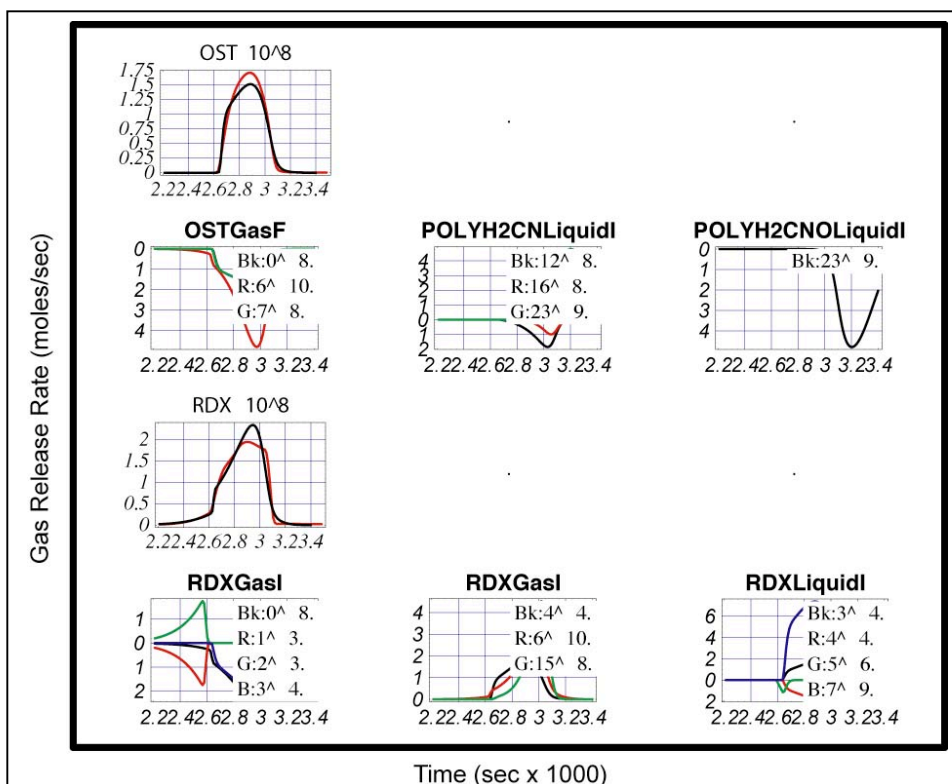 Gas Release Rate (moles/sec)
OST 10^8
1.75
1.5
1.25
1
0.75
0.5
0.25
0
2.22.42.62.8 3 3.23.4
OSTGasF
0
1
2
3
4
Bk:0^ 8.
R:6^ 10.
G:7^ 8.
2.22.42.62.8 3 3.23.4
POLYH2CNLiquidI
4
3
2
1
0
1
2
Bk:12^ 8.
R:16^ 8.
G:23^ 9.
2.22.42.62.8 3 3.23.4
POLYH2CNOLiquidI
0
1
2
3
4
Bk:23^ 9.
2.22.42.62.8 3 3.23.4
RDX 10^8
2
1.5
1
0.5
0
2.22.42.62.8 3 3.23.4
RDXGasI
1
0
1
2
Bk:0^ 8.
R:1^ 3.
G:2^ 3.
B:3^ 4.
2.22.42.62.8 3 3.23.4
RDXGasI
4
3
2
1
0
Bk:4^ 4.
R:6^ 10.
G:15^ 8.
2.22.42.62.8 3 3.23.4
RDXLiquidI
6
4
2
0
2
Bk:3^ 4.
R:4^ 4.
G:5^ 6.
B:7^ 9.
2.22.42.62.8 3 3.23.4
Time (sec x 1000)